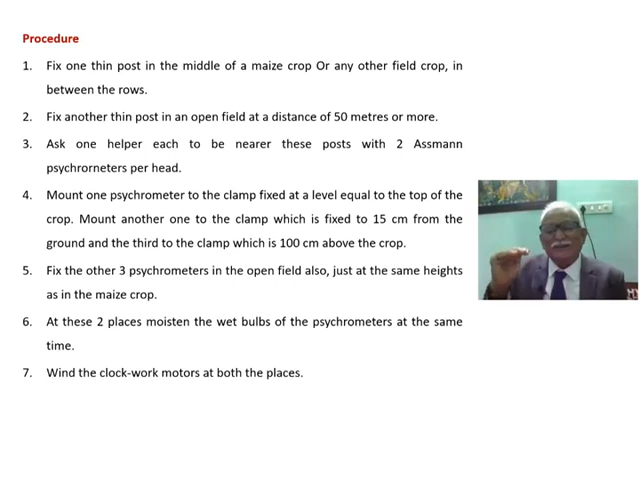 Procedure
1. Fix one thin post in the middle of a maize crop Or any other field crop, in
between the rows.
2. Fix another thin post in an open field at a distance of 50 metres or more.
3. Ask one helper each to be nearer these posts with 2 Assmann
psychrorneters per head.
4. Mount one psychrometer to the clamp fixed at a level equal to the top of the
crop. Mount another one to the clamp which is fixed to 15 cm from the
ground and the third to the clamp which is 100 cm above the crop.
5. Fix the other 3 psychrometers in the open field also, just at the same heights
as in the maize crop.
6. At these 2 places moisten the wet bulbs of the psychrometers at the same
time.
7. Wind the clock-work motors at both the places.